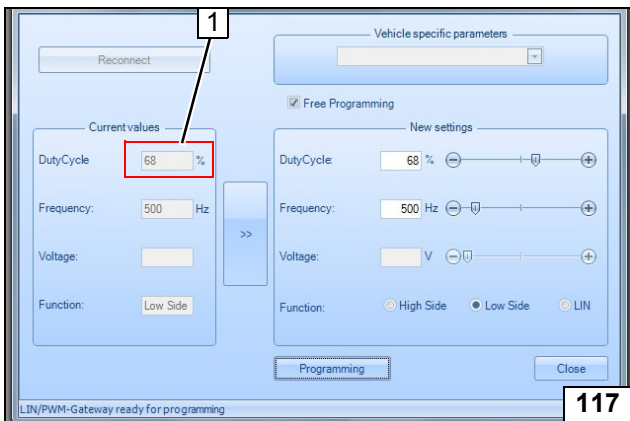 1
Vehicle specific parameters
Reconnect
Free Programming
Current values
New settings
DutyCycle 68 %
DutyCycle: 68 %
Frequency: 500 Hz
Frequency: 500 Hz
>>
Voltage:
Voltage: V
Function: Low Side
Function: High Side Low Side LIN
Programming
Close
LIN/PWM-Gateway ready for programming
117